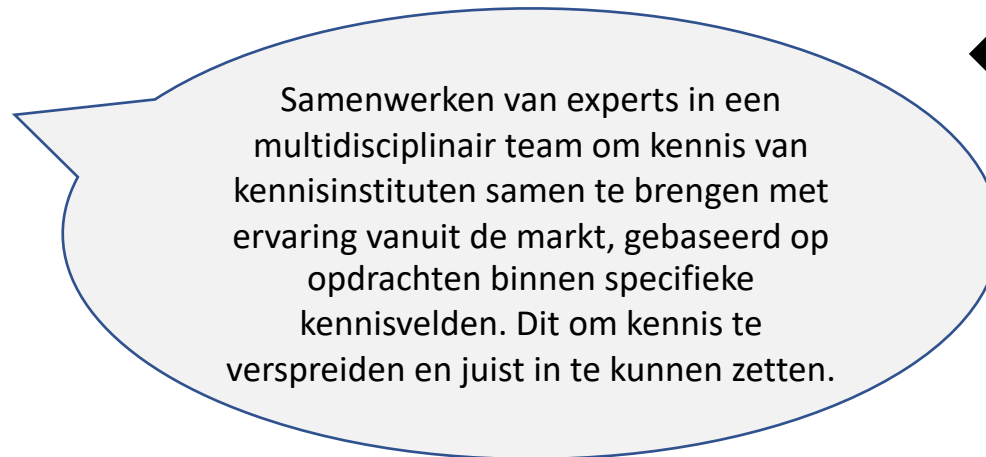 Samenwerken van experts in een
multidisciplinair team om kennis van
kennisinstituten samen te brengen met
ervaring vanuit de markt, gebaseerd op
opdrachten binnen specifieke
kennisvelden. Dit om kennis te
verspreiden en juist in te kunnen zetten.